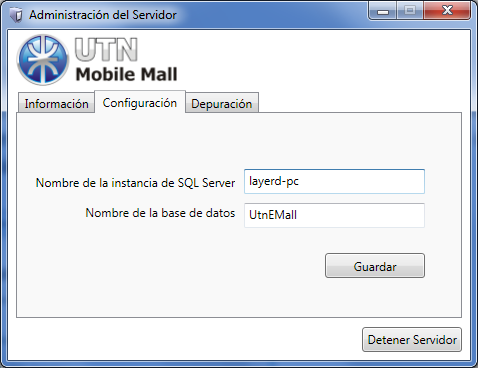 Administración del Servidor
UTN
Mobile Mall
Información Configuración Depuración
Nombre de la instancia de SQL Server layerd-pc
Nombre de la base de datos UtnEMall
Guardar
Detener Servidor